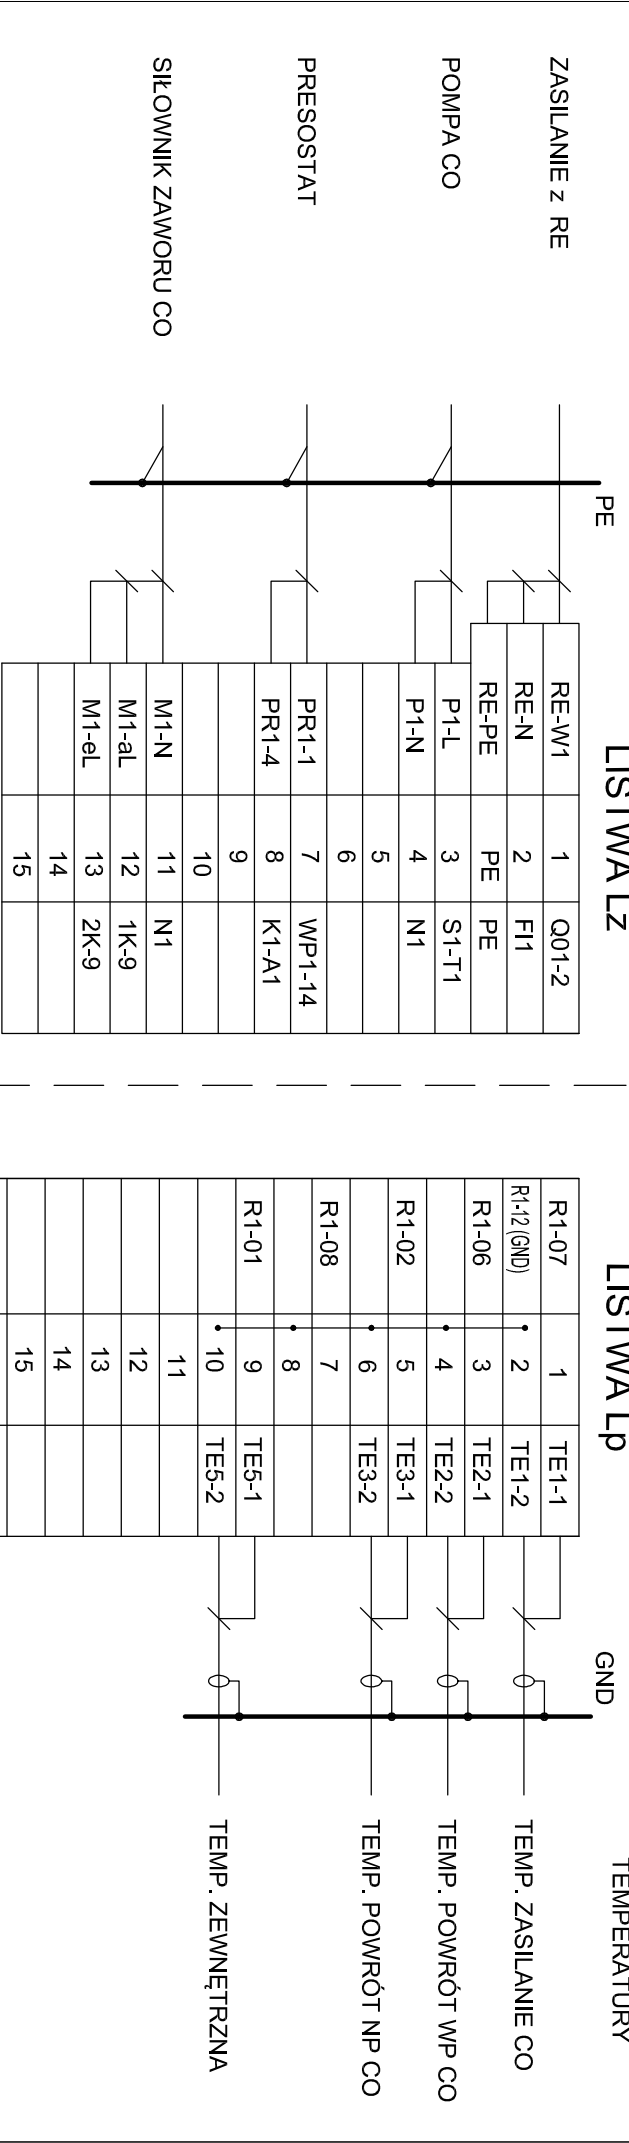 LISTWA Lz
PE
ZASILANIE z RE
POMPA CO
PRESOSTAT
SIŁOWNIK ZAWORU CO
RE-W1 1 Q01-2
RE-N 2 FI1
RE-PE PE PE
P1-L 3 S1-T1
P1-N 4 N1
5
6
PR1-1 7 WP1-14
PR1-4 8 K1-A1
9
10
M1-N 11 N1
M1-aL 12 1K-9
M1-eL 13 2K-9
14
15
LISTWA Lp
R1-07 1 TE1-1
R1-12 (GND) 2 TE1-2
R1-06 3 TE2-1
4 TE2-2
R1-02 5 TE3-1
6 TE3-2
R1-08 7
8
R1-01 9 TE5-1
10 TE5-2
11
12
13
14
15
GND
TEMPERATURY
TEMP. ZASILANIE CO
TEMP. POWRÓT WP CO
TEMP. POWRÓT NP CO
TEMP. ZEWNĘTRZNA